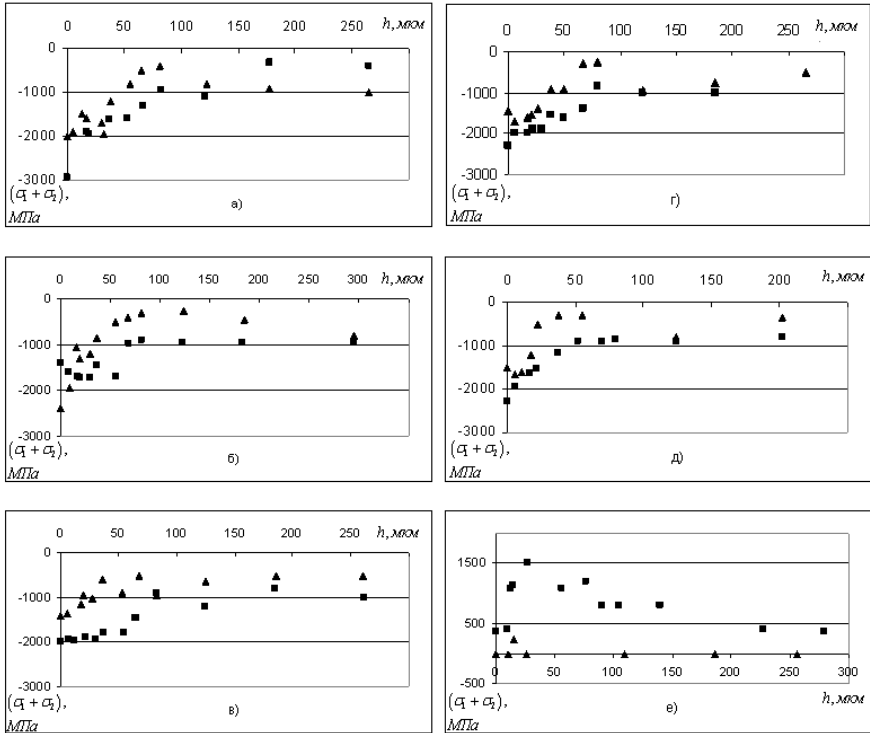 0 50 100 150 200 250 h, мкм
0
-1000
-2000
-3000
(σ₁ + σ₂),
МПа
а)
0 50 100 150 200 250 h, мкм
0
-1000
-2000
-3000
(σ₁ + σ₂),
МПа
г)
0 50 100 150 200 250 300 h, мкм
0
-1000
-2000
-3000
(σ₁ + σ₂),
МПа
б)
0 50 100 150 200 h, мкм
0
-1000
-2000
-3000
(σ₁ + σ₂),
МПа
д)
0 50 100 150 200 250 h, мкм
0
-1000
-2000
-3000
(σ₁ + σ₂),
МПа
в)
1500
500
-500
0 50 100 150 200 250 300
(σ₁ + σ₂),
МПа
е)
h, мкм